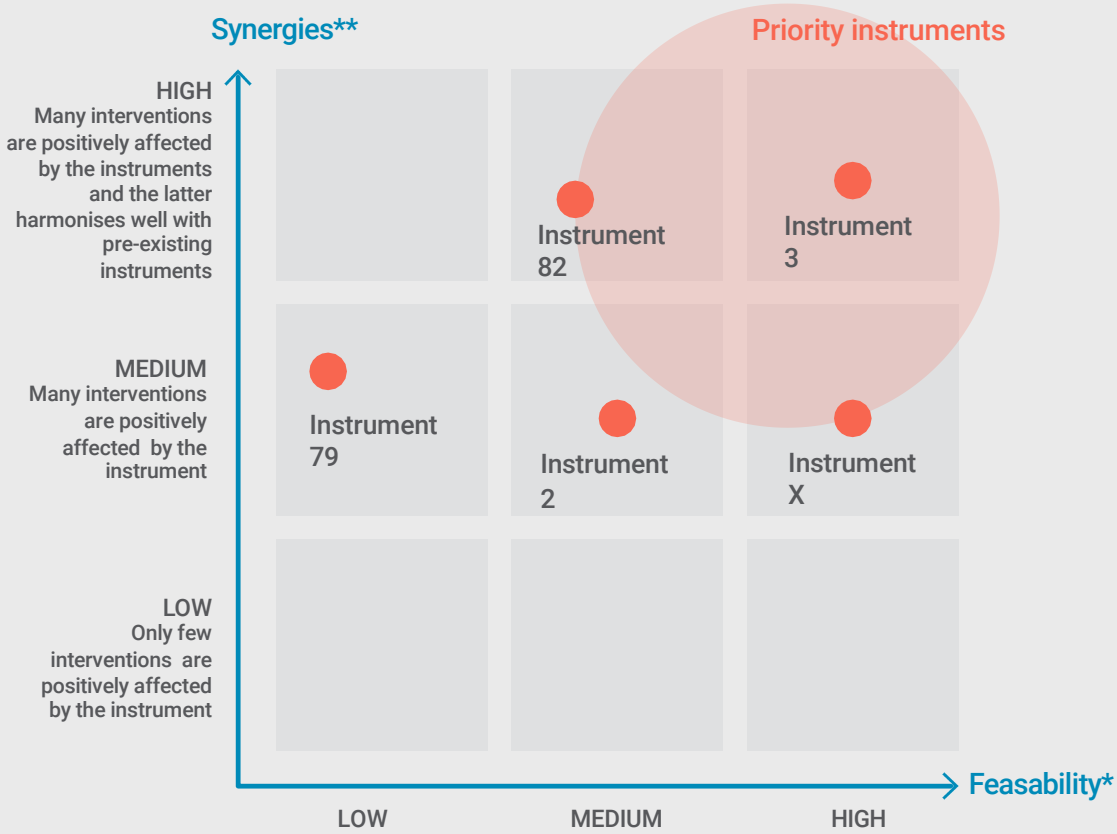 Synergies**
Priority instruments
HIGH
Many interventions
are positively affected
by the instruments
and the latter
harmonises well with
pre-existing
instruments
Instrument
82
Instrument
3
MEDIUM
Many interventions
are positively
affected by the
instrument
Instrument
79
Instrument
2
Instrument
X
LOW
Only few
interventions are
positively affected
by the instrument
Feasability*
LOW
MEDIUM
HIGH